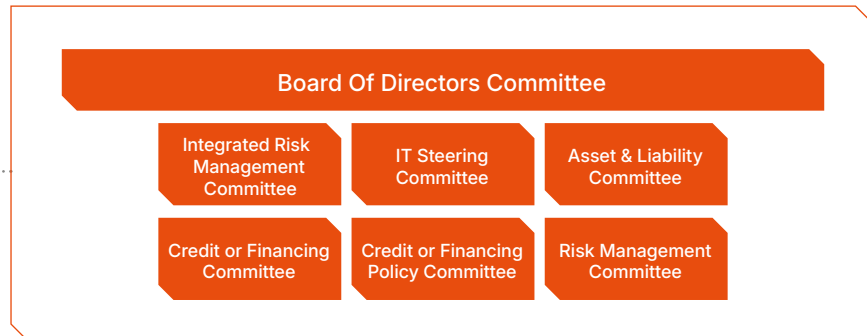 Board Of Directors Committee
Integrated Risk
Management
Committee
IT Steering
Committee
Asset & Liability
Committee
Credit or Financing
Committee
Credit or Financing
Policy Committee
Risk Management
Committee